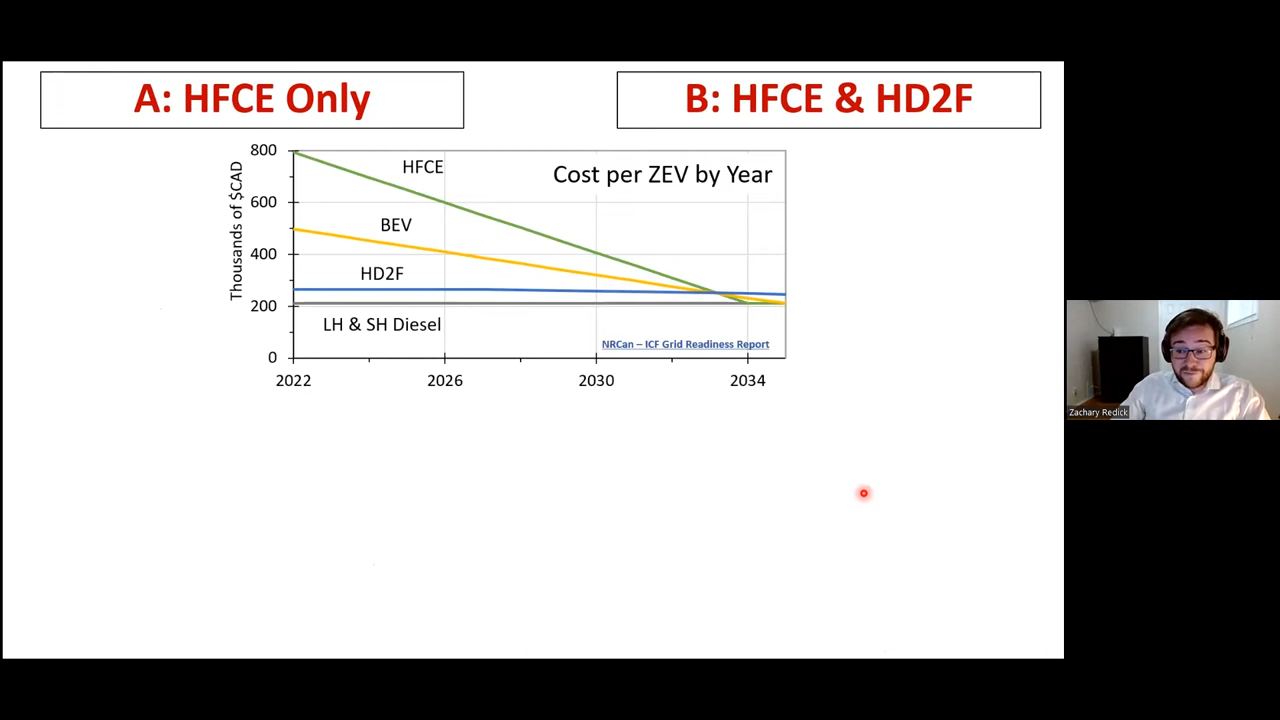 A: HFCE Only
B: HFCE & HD2F
Cost per ZEV by Year
Thousands of $CAD
800
600
400
200
0
HFCE
BEV
HD2F
LH & SH Diesel
NRCan – ICF Grid Readiness Report
2022
2026
2030
2034
Zachary Redick